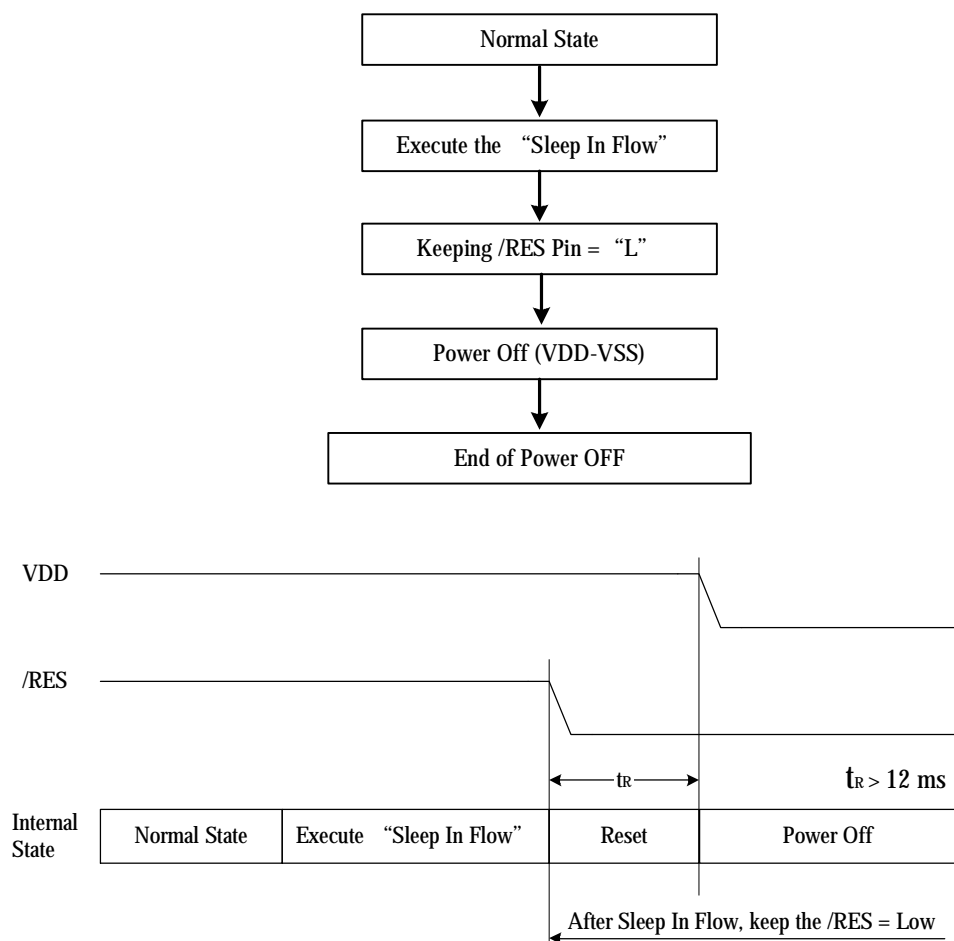 Normal State
Execute the “Sleep In Flow”
Keeping /RES Pin = “L”
Power Off (VDD-VSS)
End of Power OFF
VDD
/RES
tR
tR > 12 ms
Internal
State
Normal State
Execute “Sleep In Flow”
Reset
Power Off
After Sleep In Flow, keep the /RES = Low